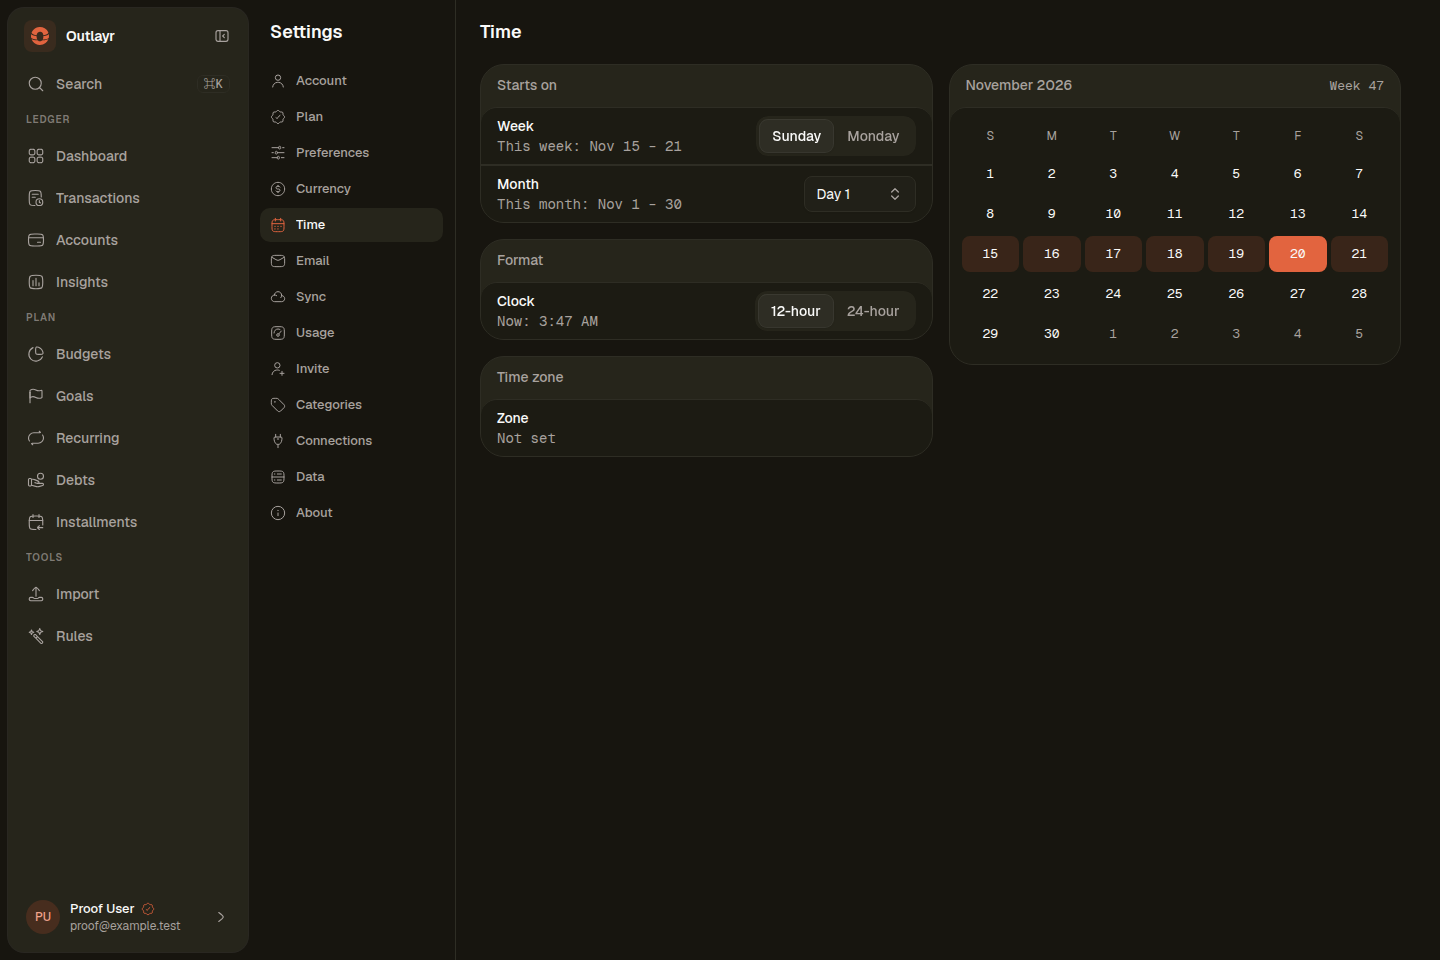 Outlayr
Search ⌘K
LEDGER
Dashboard
Transactions
Accounts
Insights
PLAN
Budgets
Goals
Recurring
Debts
Installments
TOOLS
Import
Rules
PU
Proof User
proof@example.test
Settings
Account
Plan
Preferences
Currency
Time
Email
Sync
Usage
Invite
Categories
Connections
Data
About
Time
Starts on
Week
This week: Nov 15 – 21
Sunday Monday
Month
This month: Nov 1 – 30
Day 1
Format
Clock
Now: 3:47 AM
12-hour 24-hour
Time zone
Zone
Not set
November 2026 Week 47
S M T W T F S
1 2 3 4 5 6 7
8 9 10 11 12 13 14
15 16 17 18 19 20 21
22 23 24 25 26 27 28
29 30 1 2 3 4 5